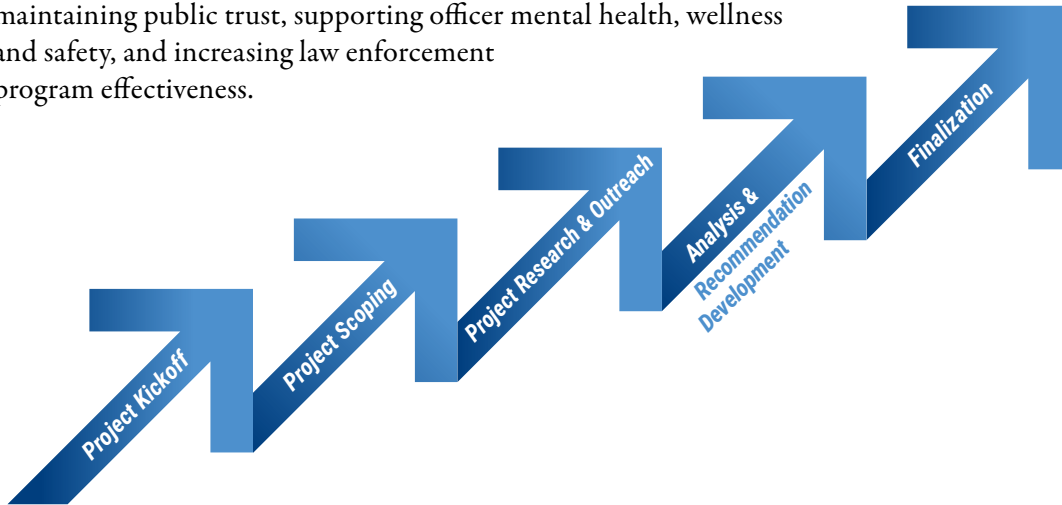 maintaining public trust, supporting officer mental health, wellness
and safety, and increasing law enforcement
program effectiveness.
Project Kickoff
Project Scoping
Project Research & Outreach
Analysis &
Recommendation
Development
Finalization